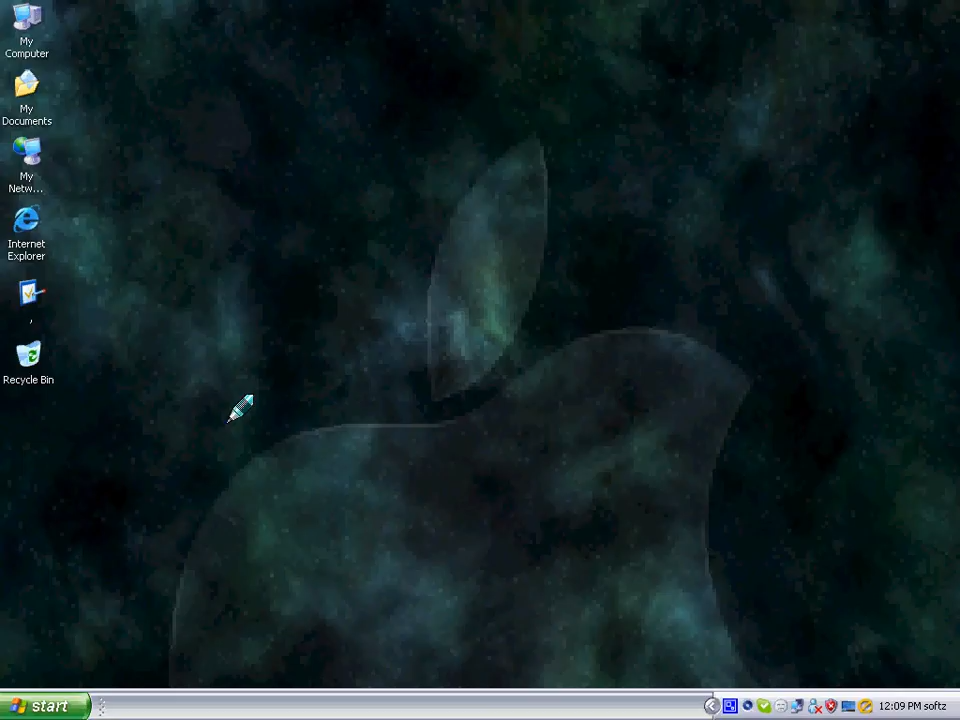 My
Computer
My
Documents
My
Netw...
Internet
Explorer
,
Recycle Bin
start
12:09 PM softz